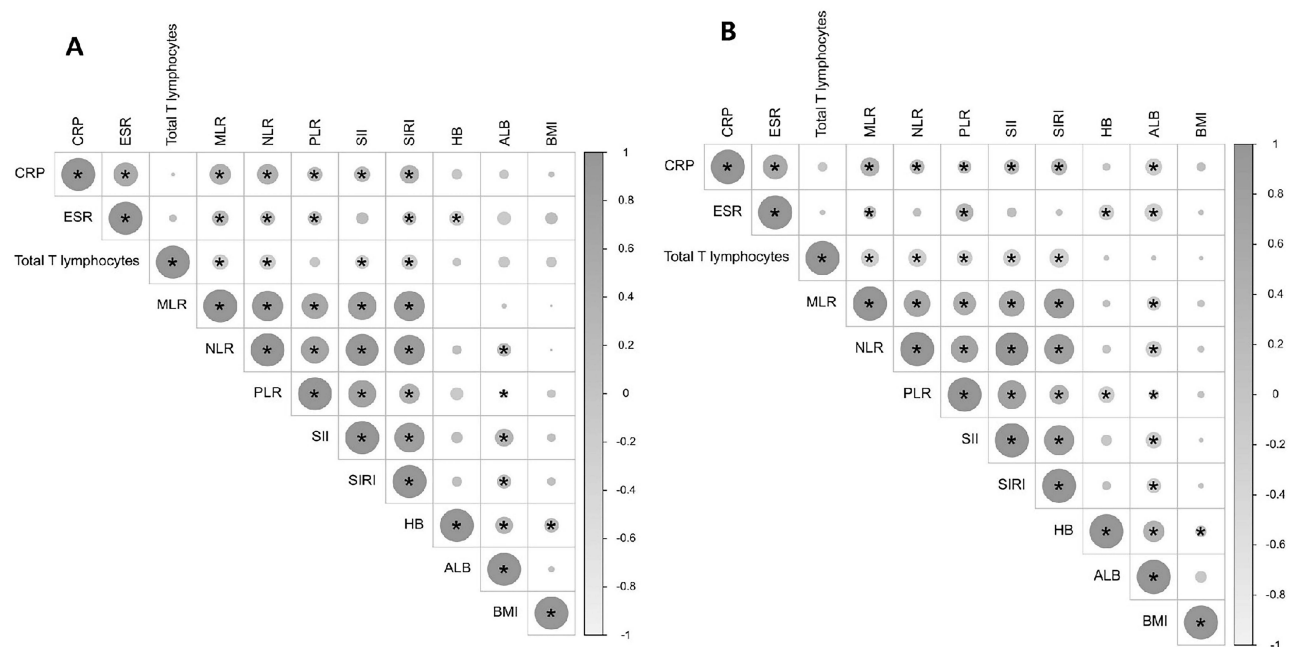 A
CRP
ESR
Total T lymphocytes
MLR
NLR
PLR
SII
SIRI
HB
ALB
BMI
CRP * * * * * * *
ESR * * * * * *
Total T lymphocytes * * * * *
MLR * * * * *
NLR * * * * *
PLR * * * *
SII * * *
SIRI * *
HB * * *
ALB *
BMI *
1
0.8
0.6
0.4
0.2
0
-0.2
-0.4
-0.6
-0.8
-1
B
CRP
ESR
Total T lymphocytes
MLR
NLR
PLR
SII
SIRI
HB
ALB
BMI
CRP * * * * * * * *
ESR * * * * *
Total T lymphocytes * * * * * *
MLR * * * * * *
NLR * * * * *
PLR * * * * *
SII * * *
SIRI * *
HB * * *
ALB *
BMI *
1
0.8
0.6
0.4
0.2
0
-0.2
-0.4
-0.6
-0.8
-1